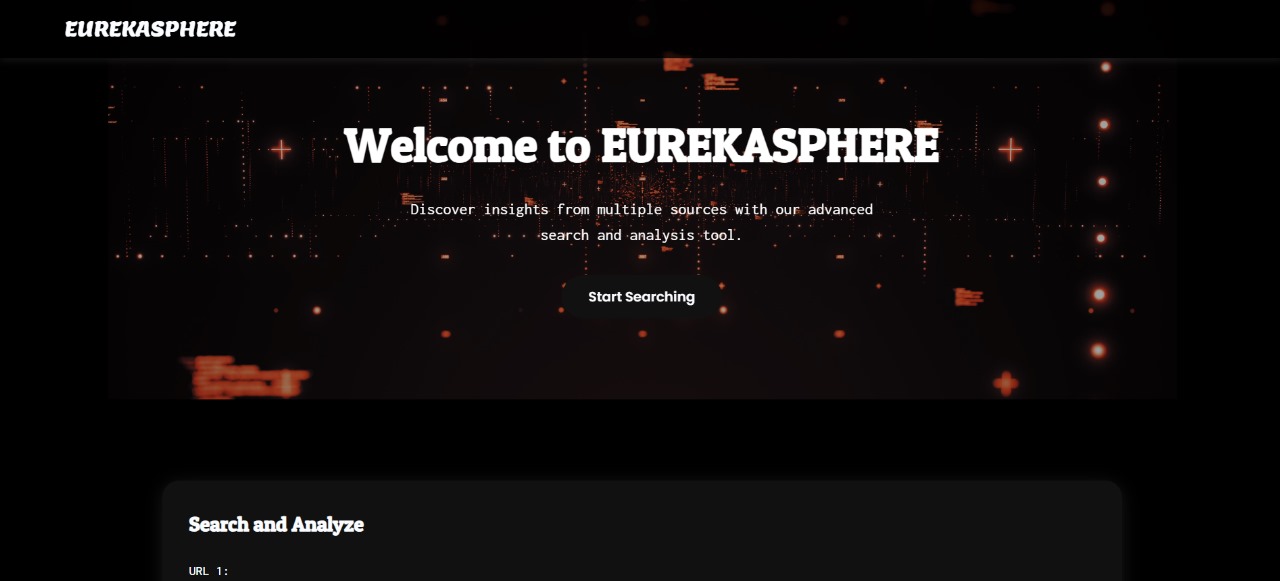 EUREKASPHERE
Welcome to EUREKASPHERE
Discover insights from multiple sources with our advanced
search and analysis tool.
Start Searching
Search and Analyze
URL 1: